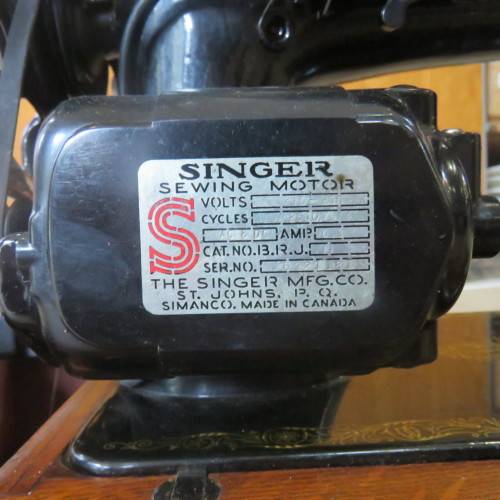 SINGER
SEWING MOTOR
S
VOLTS
CYCLES
AMP.
CAT. NO. B.R.J.
SER. NO.
THE SINGER MFG. CO.
ST. JOHNS, P. Q.
SIMANCO. MADE IN CANADA